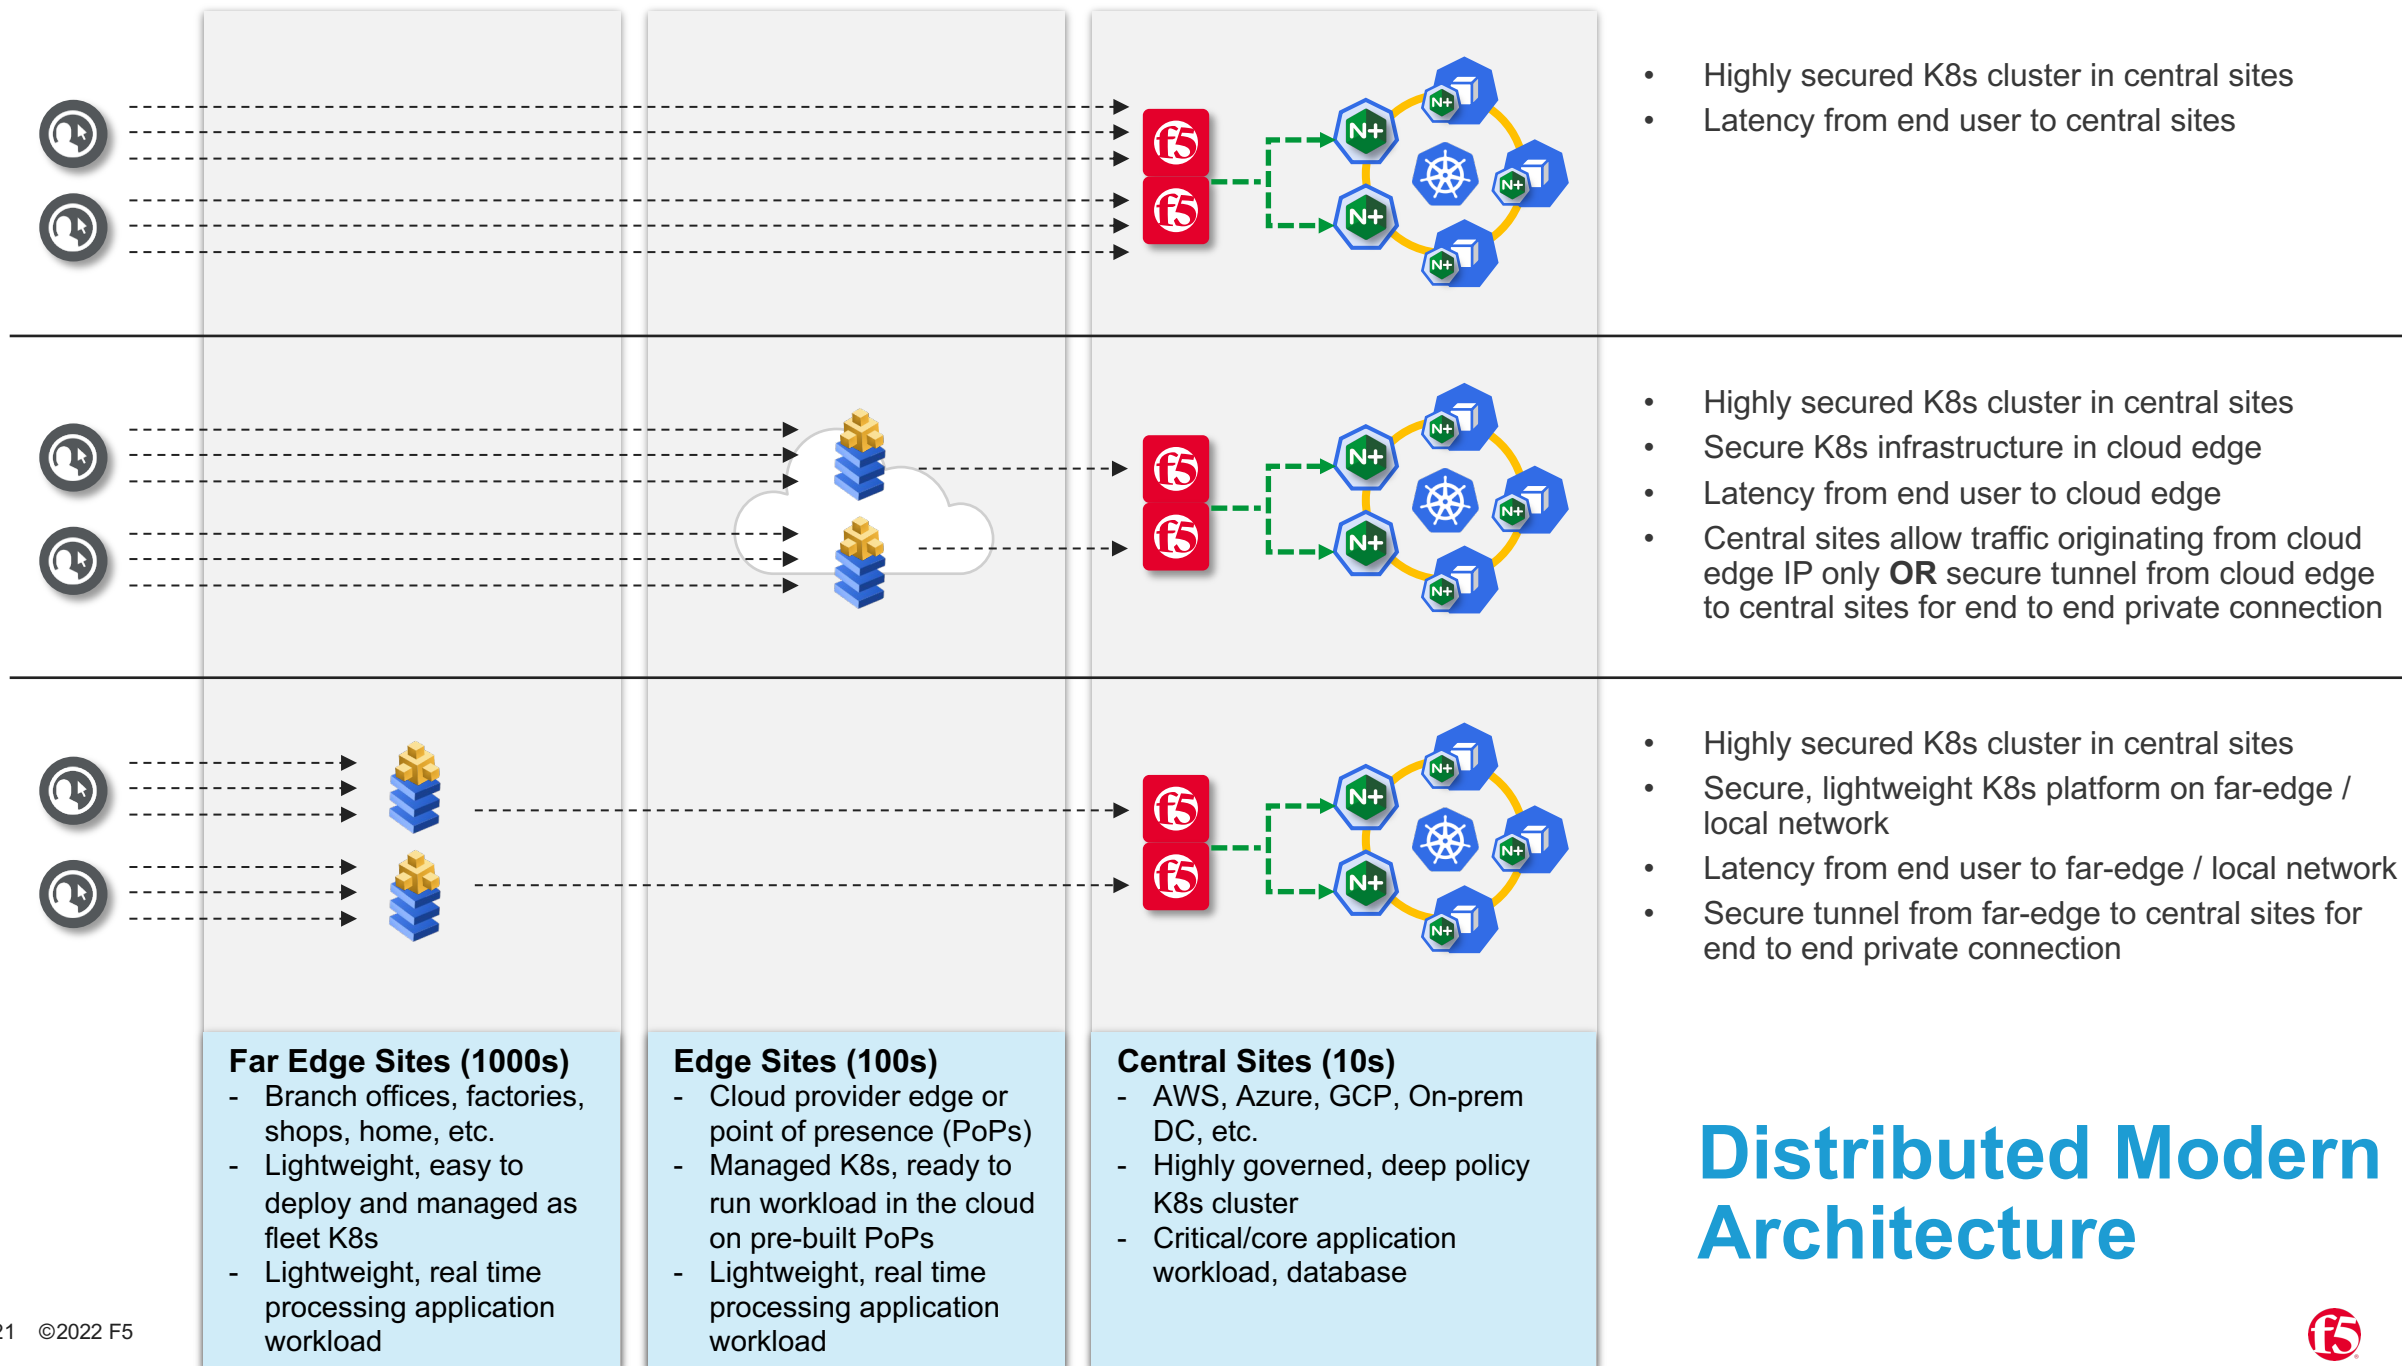 • Highly secured K8s cluster in central sites
• Latency from end user to central sites
f5
f5
N+
N+
N+
N+
N+
• Highly secured K8s cluster in central sites
• Secure K8s infrastructure in cloud edge
• Latency from end user to cloud edge
• Central sites allow traffic originating from cloud
edge IP only OR secure tunnel from cloud edge
to central sites for end to end private connection
f5
f5
N+
N+
N+
N+
N+
• Highly secured K8s cluster in central sites
• Secure, lightweight K8s platform on far-edge /
local network
• Latency from end user to far-edge / local network
• Secure tunnel from far-edge to central sites for
end to end private connection
f5
f5
N+
N+
N+
N+
N+
Far Edge Sites (1000s)
- Branch offices, factories,
shops, home, etc.
- Lightweight, easy to
deploy and managed as
fleet K8s
- Lightweight, real time
processing application
workload
Edge Sites (100s)
- Cloud provider edge or
point of presence (PoPs)
- Managed K8s, ready to
run workload in the cloud
on pre-built PoPs
- Lightweight, real time
processing application
workload
Central Sites (10s)
- AWS, Azure, GCP, On-prem
DC, etc.
- Highly governed, deep policy
K8s cluster
- Critical/core application
workload, database
Distributed Modern
Architecture
21 ©2022 F5
f5